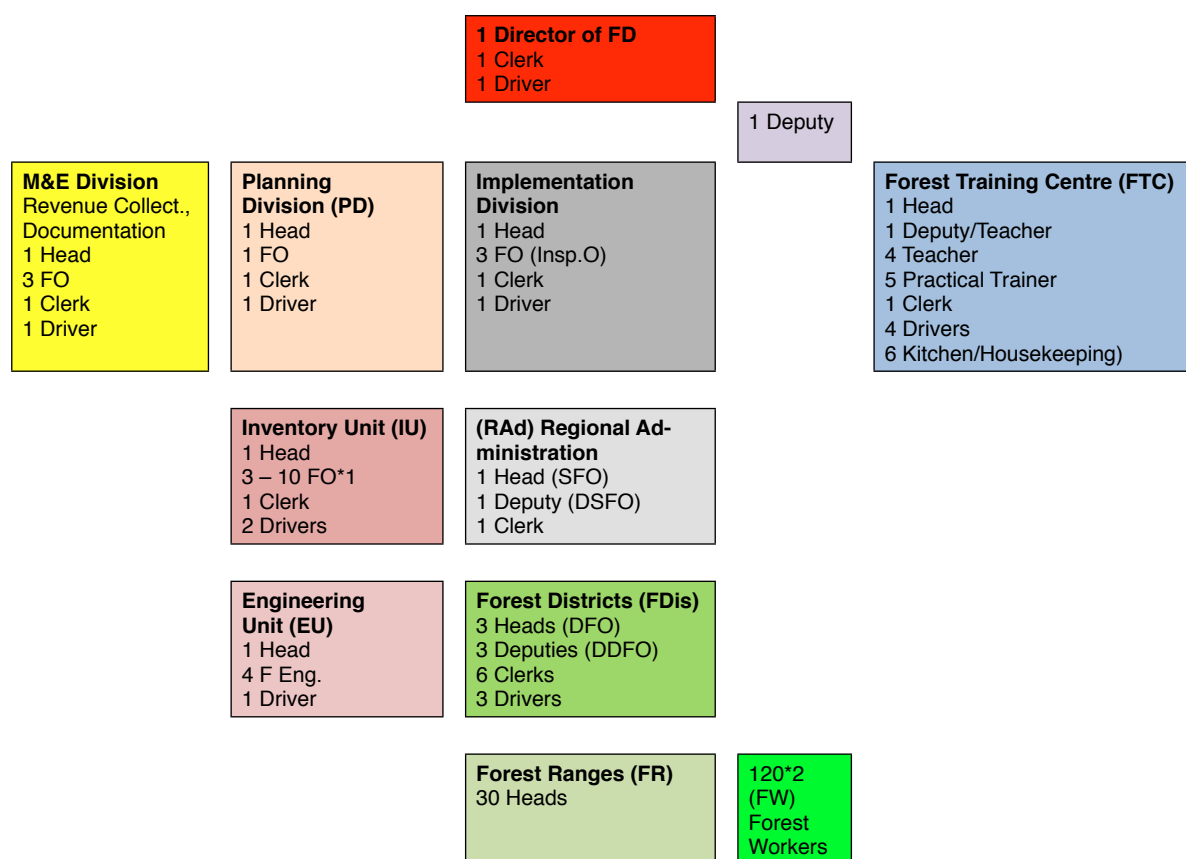 1 Director of FD
1 Clerk
1 Driver
1 Deputy
M&E Division
Revenue Collect.,
Documentation
1 Head
3 FO
1 Clerk
1 Driver
Planning
Division (PD)
1 Head
1 FO
1 Clerk
1 Driver
Implementation
Division
1 Head
3 FO (Insp.O)
1 Clerk
1 Driver
Forest Training Centre (FTC)
1 Head
1 Deputy/Teacher
4 Teacher
5 Practical Trainer
1 Clerk
4 Drivers
6 Kitchen/Housekeeping)
Inventory Unit (IU)
1 Head
3 – 10 FO*1
1 Clerk
2 Drivers
(RAd) Regional Ad-
ministration
1 Head (SFO)
1 Deputy (DSFO)
1 Clerk
Engineering
Unit (EU)
1 Head
4 F Eng.
1 Driver
Forest Districts (FDis)
3 Heads (DFO)
3 Deputies (DDFO)
6 Clerks
3 Drivers
Forest Ranges (FR)
30 Heads
120*2
(FW)
Forest
Workers